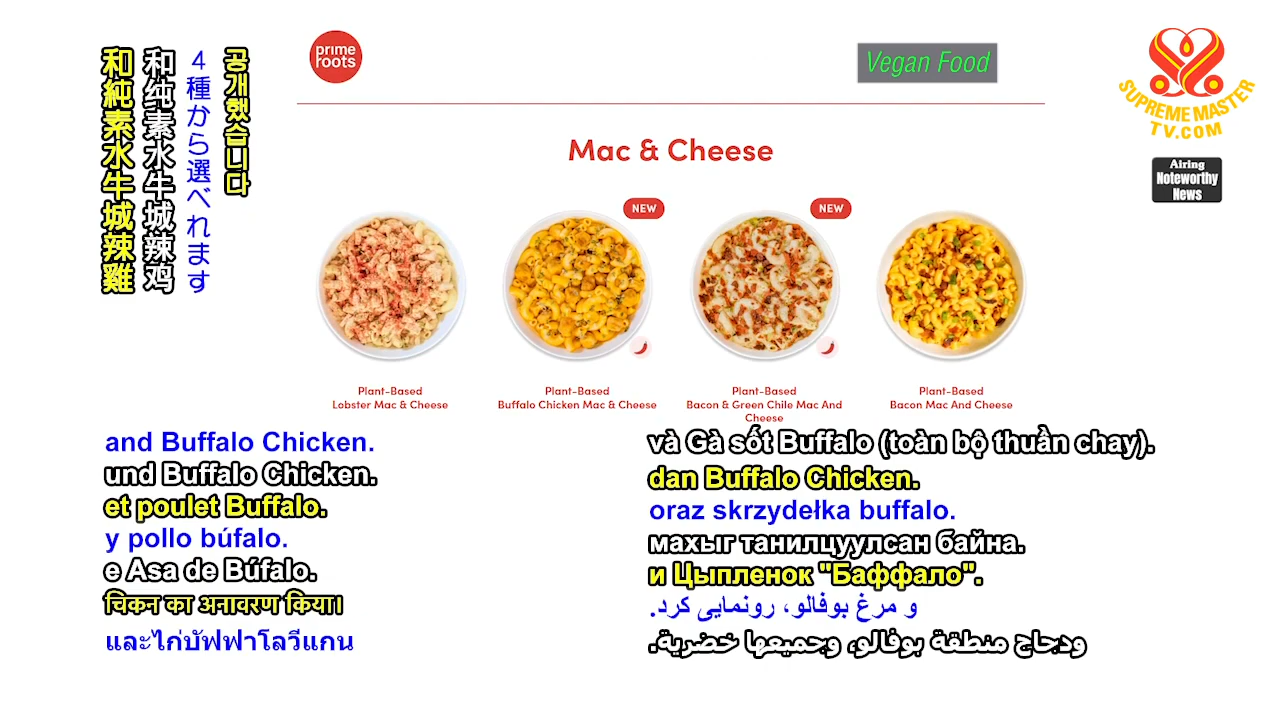 prime
roots
Vegan Food
SUPREME MASTER
TV.COM
Airing
Noteworthy
News
Mac & Cheese
NEW
NEW
Plant-Based
Lobster Mac & Cheese
Plant-Based
Buffalo Chicken Mac & Cheese
Plant-Based
Bacon & Green Chile Mac And
Cheese
Plant-Based
Bacon Mac And Cheese
공개했습니다
4種から選べれます
和纯素水牛城辣鸡
和純素水牛城辣雞
and Buffalo Chicken.
und Buffalo Chicken.
et poulet Buffalo.
y pollo búfalo.
e Asa de Búfalo.
चिकन का अनावरण किया।
และไก่บัฟฟาโลวีแกน
và Gà sốt Buffalo (toàn bộ thuần chay).
dan Buffalo Chicken.
oraz skrzydełka buffalo.
махыг танилцуулсан байна.
и Цыпленок "Баффало".
و مرغ بوفالو، رونمایی کرد.
ودجاج منطقة بوفالو، وجميعها خضرية.